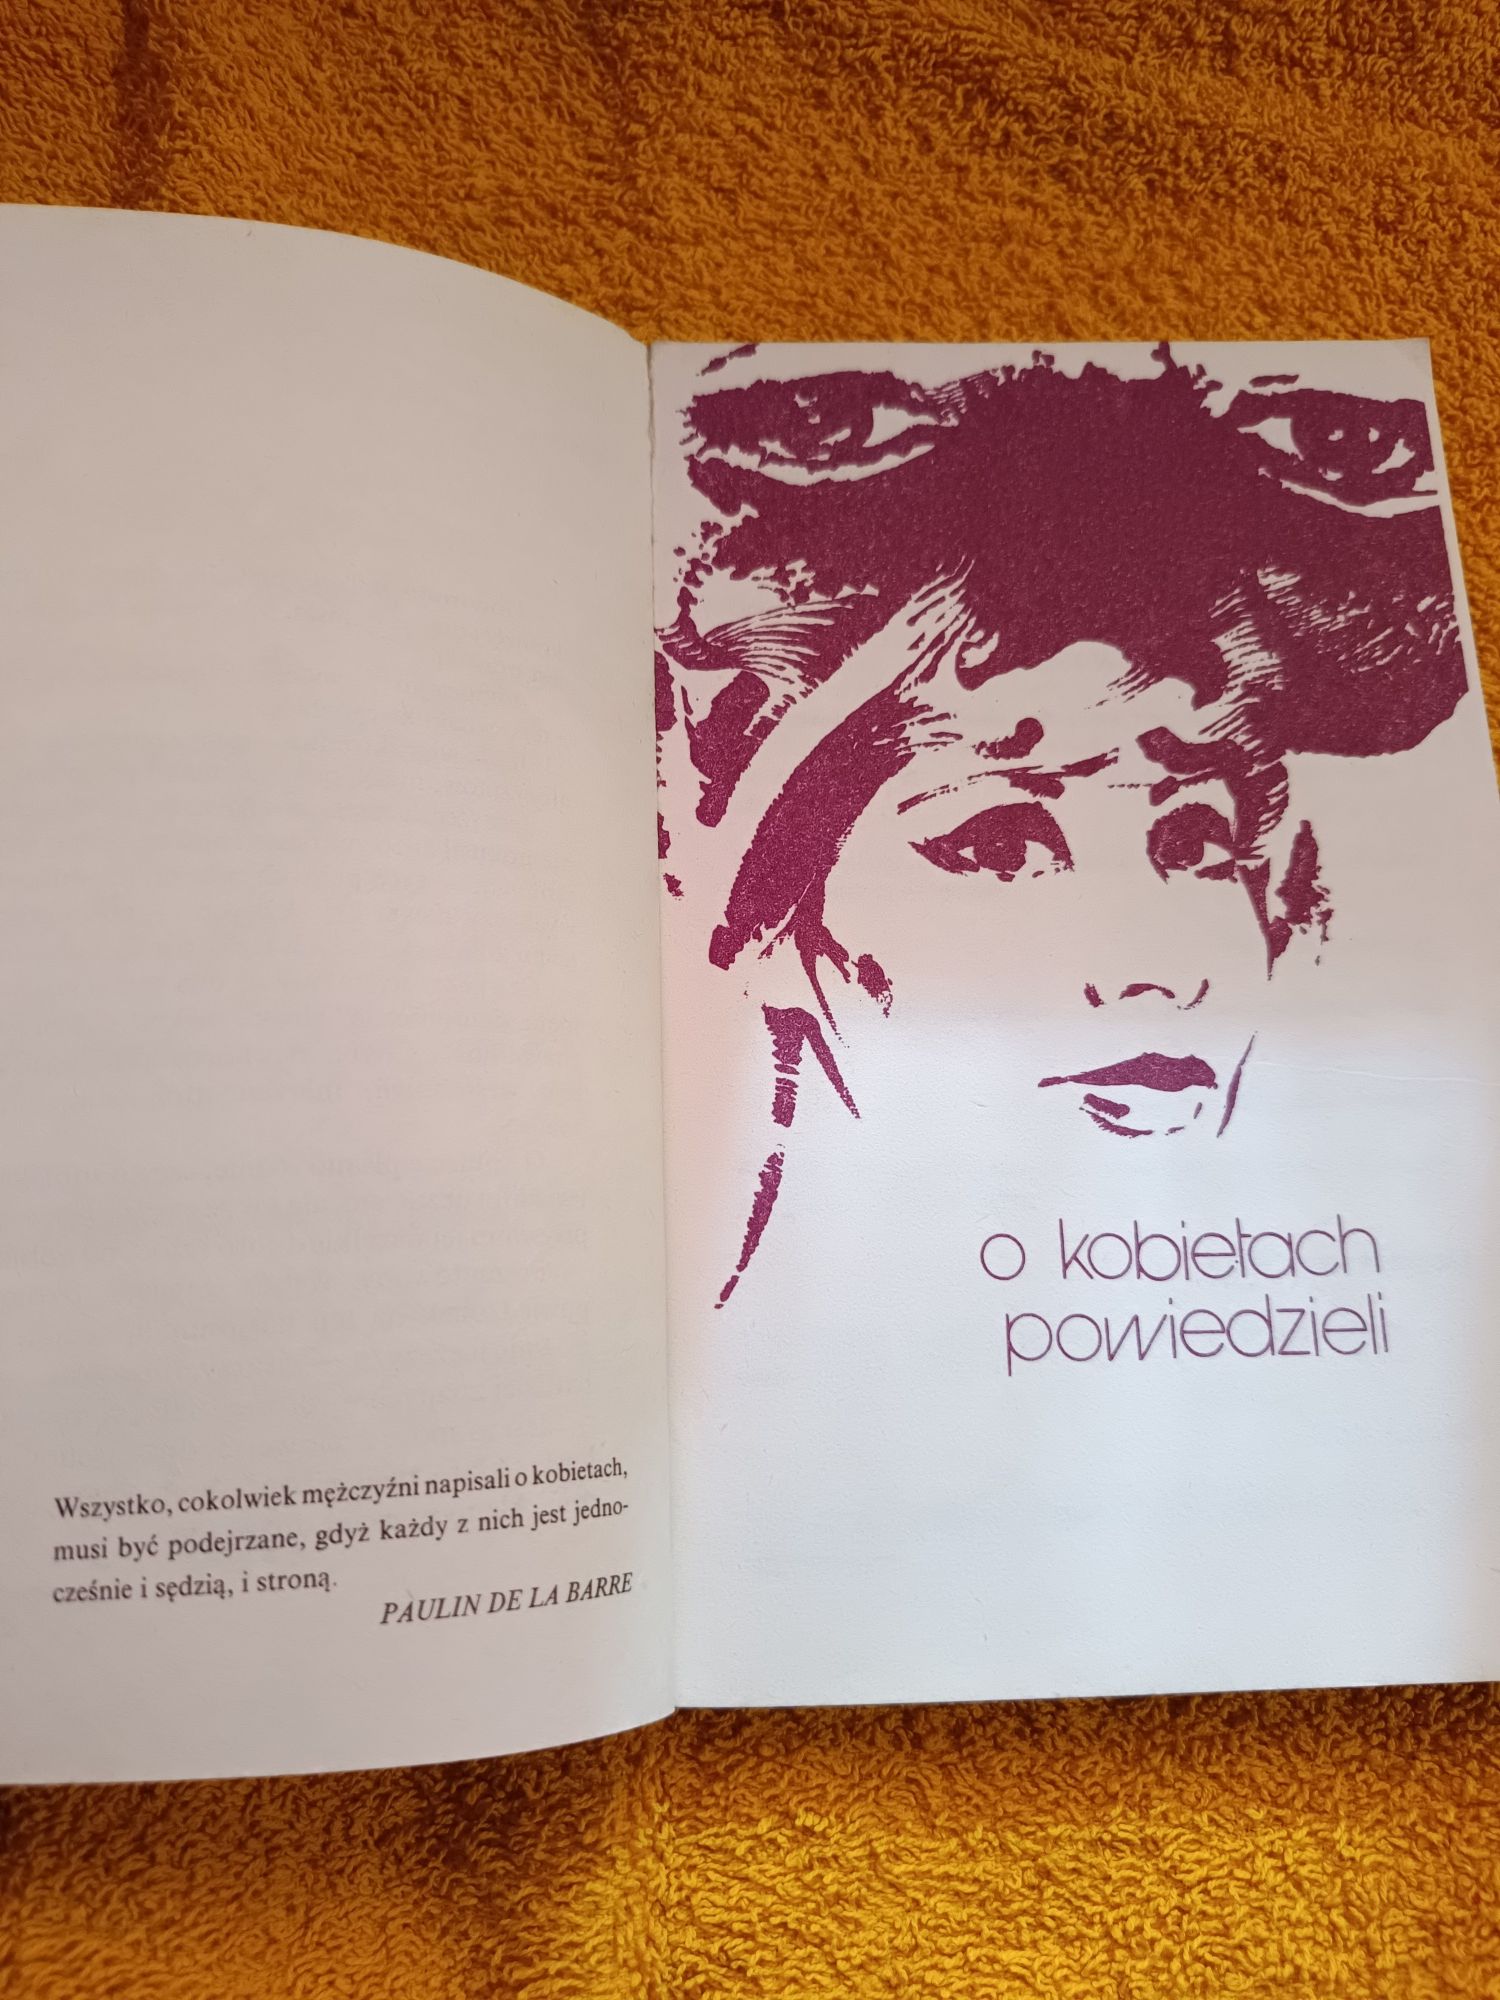 Wszystko, cokolwiek mężczyźni napisali o kobietach,
musi być podejrzane, gdyż każdy z nich jest jedno-
cześnie i sędzią, i stroną.
PAULIN DE LA BARRE
o kobietach
powiedzieli